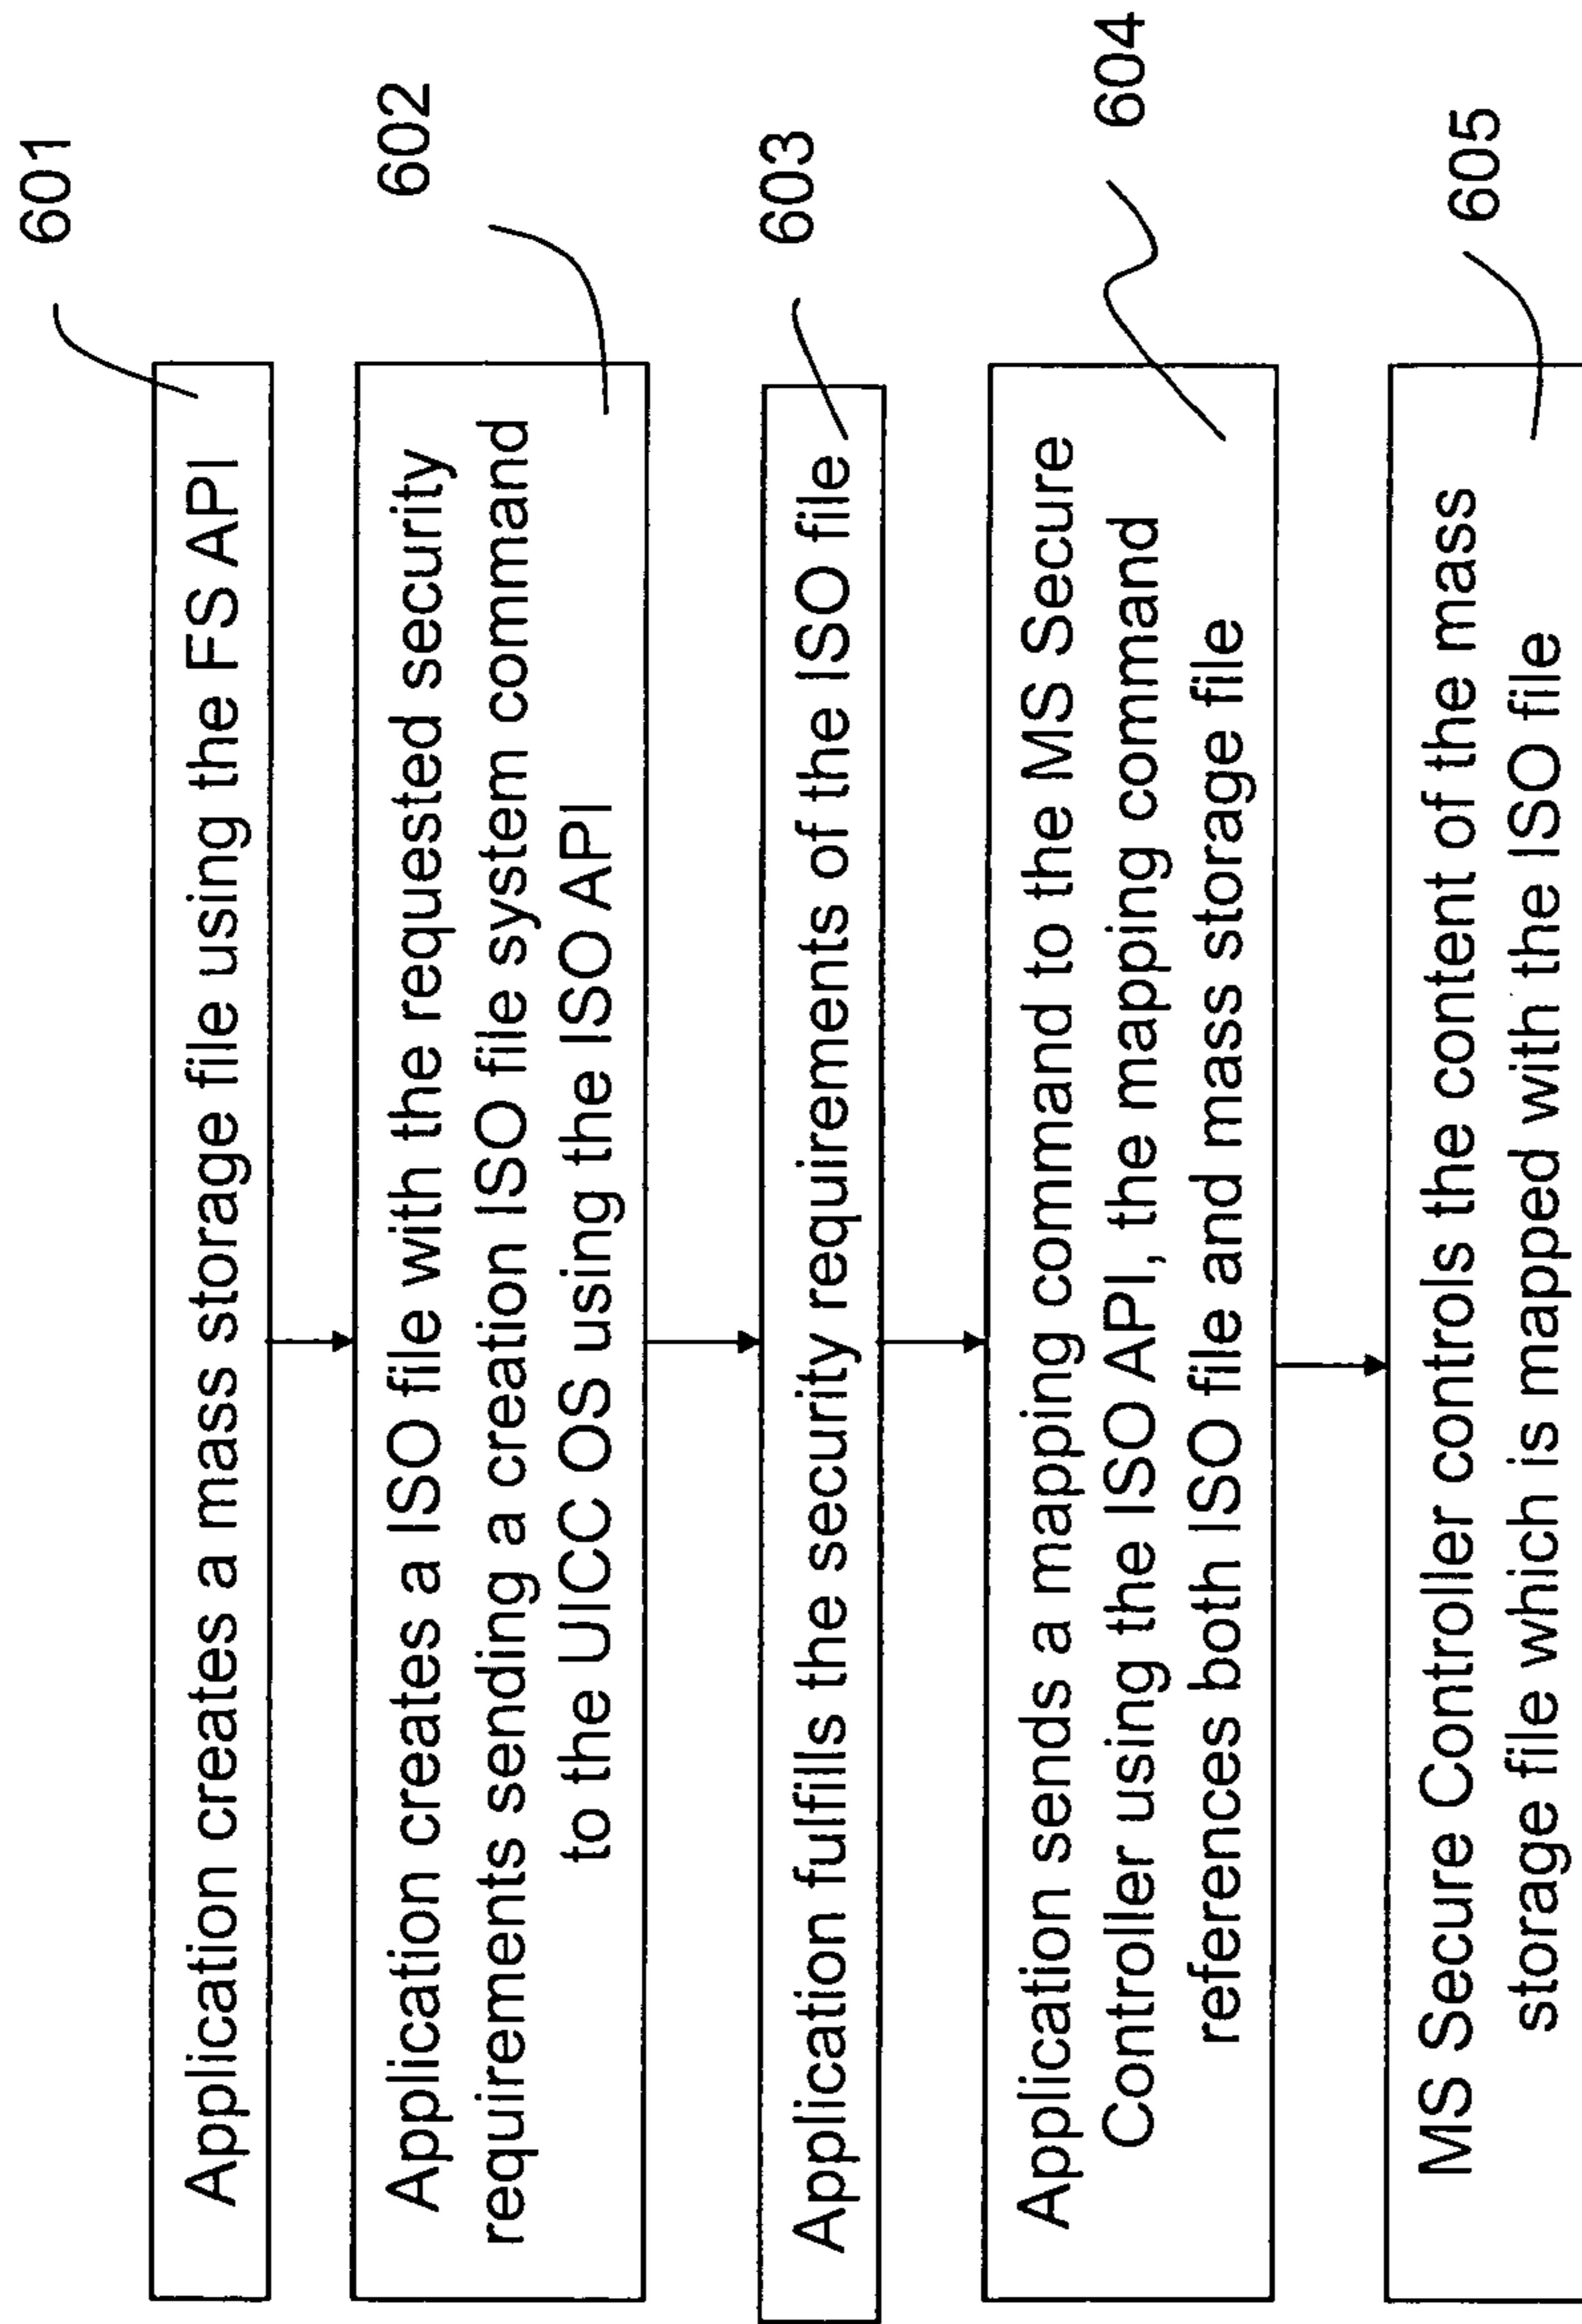 601
Application creates a mass storage file using the FS API
602
Application creates a ISO file with the requested security
requirements sending a creation ISO file system command
to the UICC OS using the ISO API
603
Application fulfills the security requirements of the ISO file
604
Application sends a mapping command to the MS Secure
Controller using the ISO API, the mapping command
references both ISO file and mass storage file
605
MS Secure Controller controls the content of the mass
storage file which is mapped with the ISO file